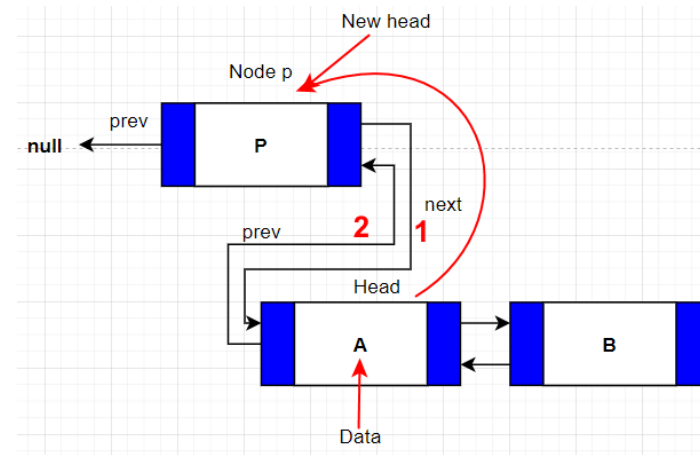 New head
Node p
prev
null
P
next
2
1
prev
Head
A
B
Data